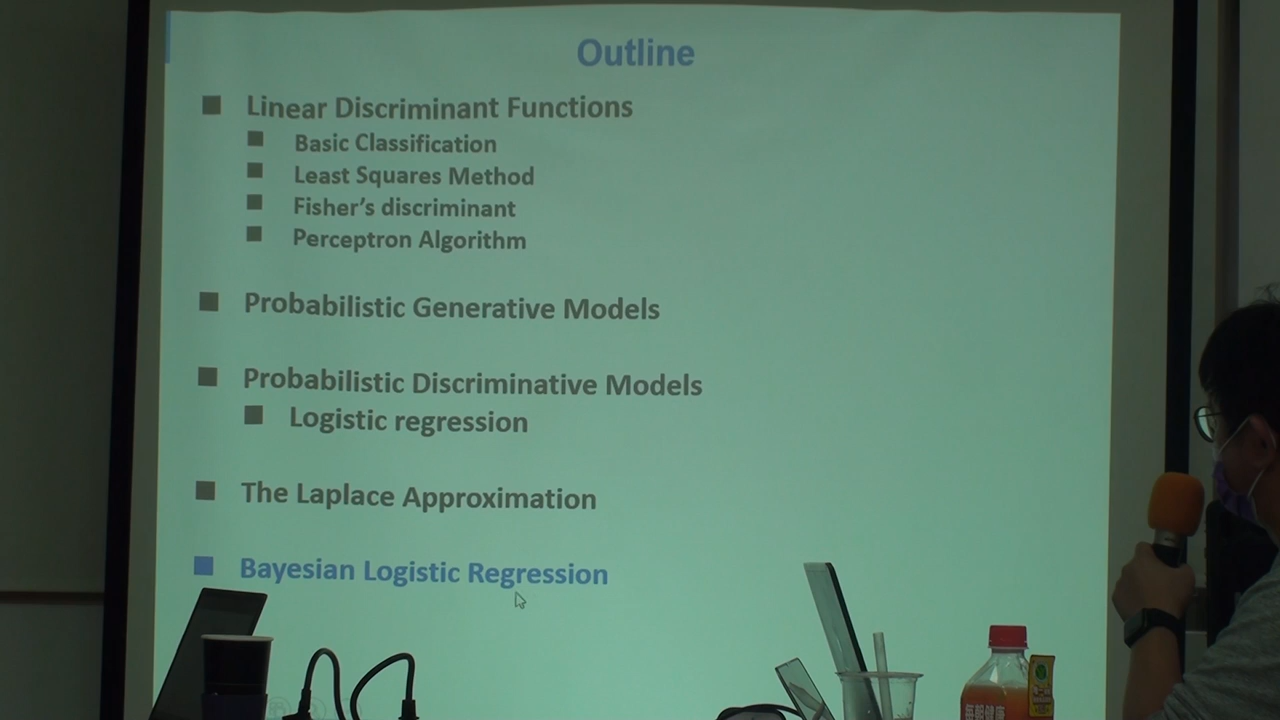 Outline
Linear Discriminant Functions
Basic Classification
Least Squares Method
Fisher's discriminant
Perceptron Algorithm
Probabilistic Generative Models
Probabilistic Discriminative Models
Logistic regression
The Laplace Approximation
Bayesian Logistic Regression